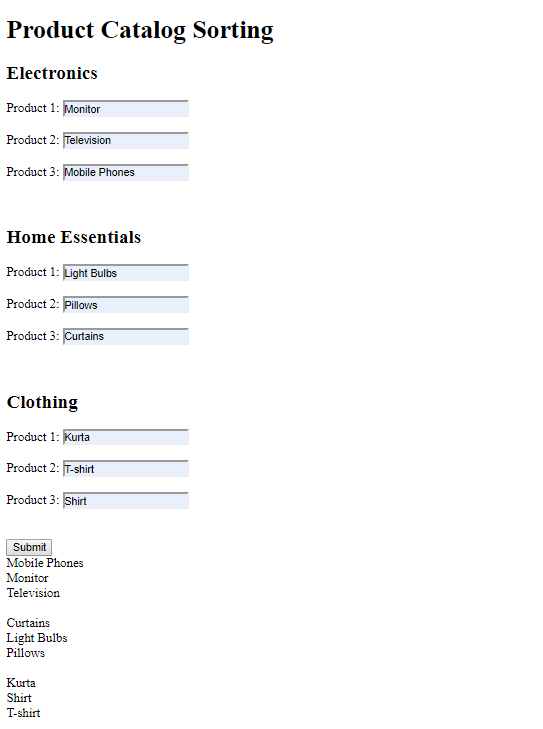 Product Catalog Sorting
Electronics
Product 1: Monitor
Product 2: Television
Product 3: Mobile Phones
Home Essentials
Product 1: Light Bulbs
Product 2: Pillows
Product 3: Curtains
Clothing
Product 1: Kurta
Product 2: T-shirt
Product 3: Shirt
Submit
Mobile Phones
Monitor
Television
Curtains
Light Bulbs
Pillows
Kurta
Shirt
T-shirt